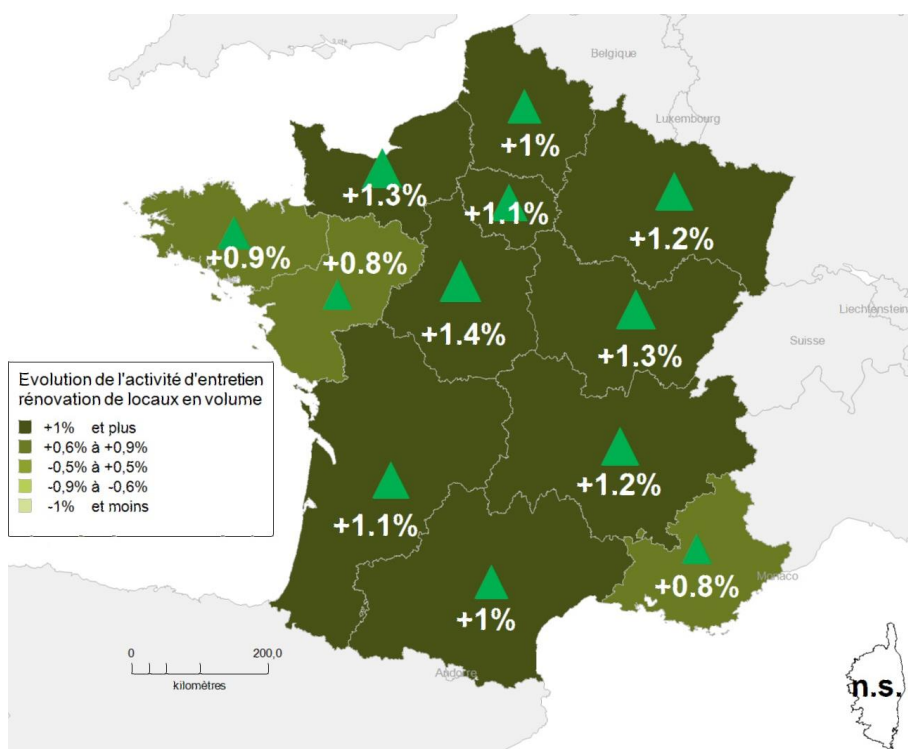 Belgique
Luxembourg
+1%
+1.3%
+1.1%
+1.2%
+0.9%
+0.8%
Liechtenstein
Suisse
+1.4%
+1.3%
Evolution de l'activité d'entretien
rénovation de locaux en volume
+1% et plus
+0,6% à +0,9%
-0,5% à +0,5%
-0,9% à -0,6%
-1% et moins
+1.2%
+1.1%
Monaco
+0.8%
+1%
0 200,0
kilomètres
Andorre
n.s.